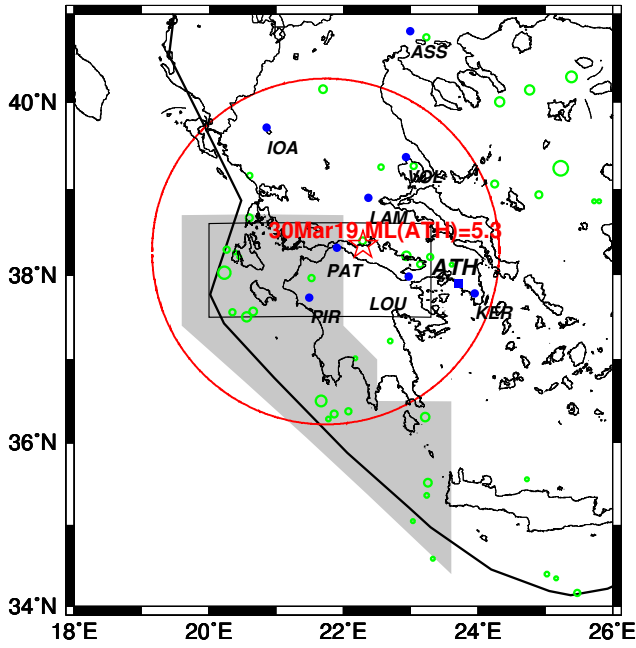 ASS
40°N
IOA
VOL
LAM
30Mar19 ML(ATH)=5.3
PAT
ATH
38°N
PIR
LOU
KER
36°N
34°N
18°E
20°E
22°E
24°E
26°E